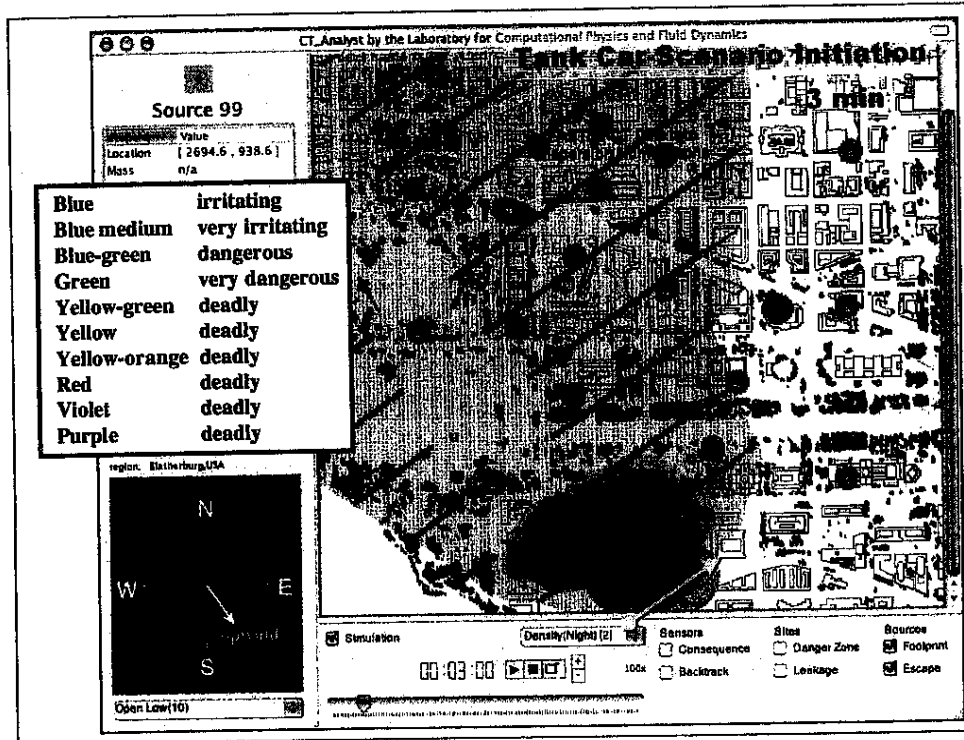 CT_Analyst by the Laboratory for Computational Physics and Fluid Dynamics
Tank Car Scenario Initiation
3 min
Source 99
Value
Location [ 2694.6 , 938.6 ]
Mass n/a
Blue irritating
Blue medium very irritating
Blue-green dangerous
Green very dangerous
Yellow-green deadly
Yellow deadly
Yellow-orange deadly
Red deadly
Violet deadly
Purple deadly
region: Blatherburg,USA
N
W E
S
Open Low(10)
Simulation
Density(Night) [2]
00:03:00
+
-
100x
Sensors
Consequence
Backtrack
Sites
Danger Zone
Leakage
Sources
Footprint
Escape